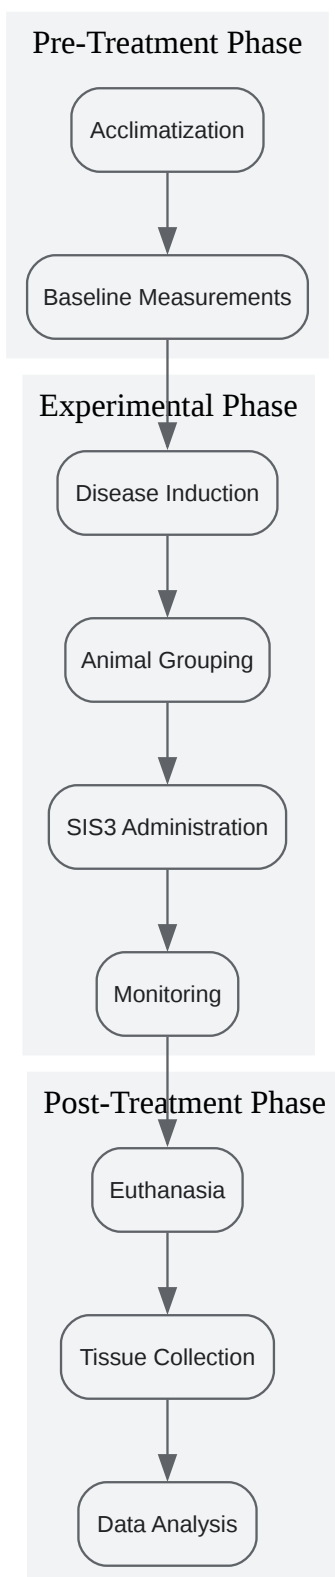 Pre-Treatment Phase
Acclimatization
Baseline Measurements
Experimental Phase
Disease Induction
Animal Grouping
SIS3 Administration
Monitoring
Post-Treatment Phase
Euthanasia
Tissue Collection
Data Analysis